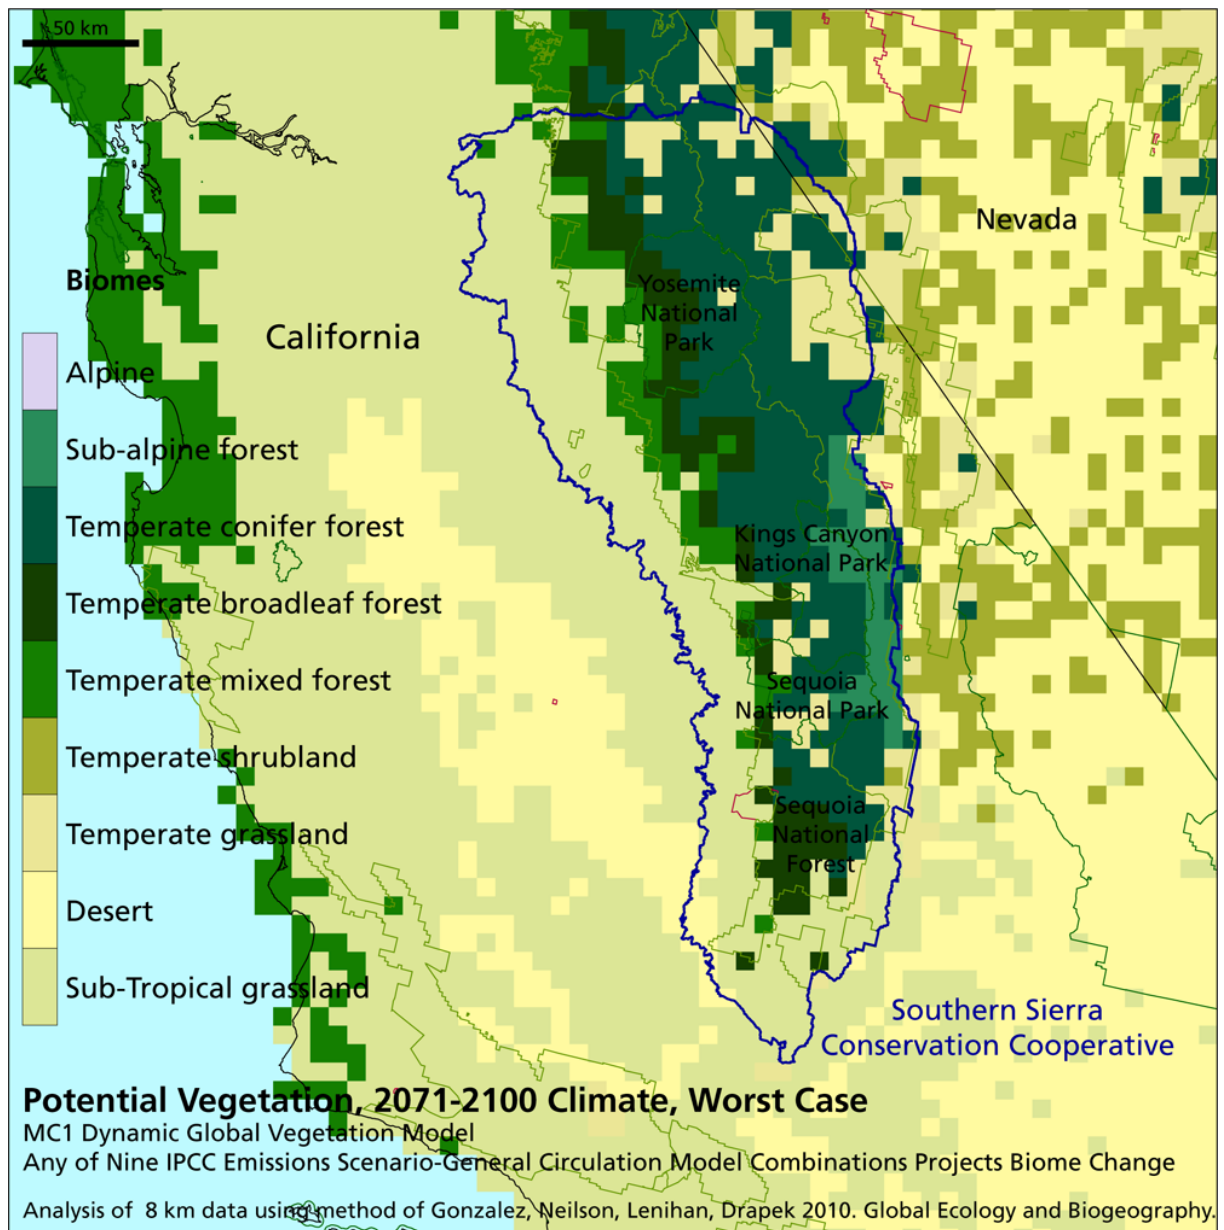 50 km
Nevada
Biomes
Yosemite
National
Park
California
Alpine
Sub-alpine forest
Temperate conifer forest
Kings Canyon
National Park
Temperate broadleaf forest
Temperate mixed forest
Sequoia
National Park
Temperate shrubland
Temperate grassland
Sequoia
National
Forest
Desert
Sub-Tropical grassland
Southern Sierra
Conservation Cooperative
Potential Vegetation, 2071-2100 Climate, Worst Case
MC1 Dynamic Global Vegetation Model
Any of Nine IPCC Emissions Scenario-General Circulation Model Combinations Projects Biome Change
Analysis of 8 km data using method of Gonzalez, Neilson, Lenihan, Drapek 2010. Global Ecology and Biogeography.